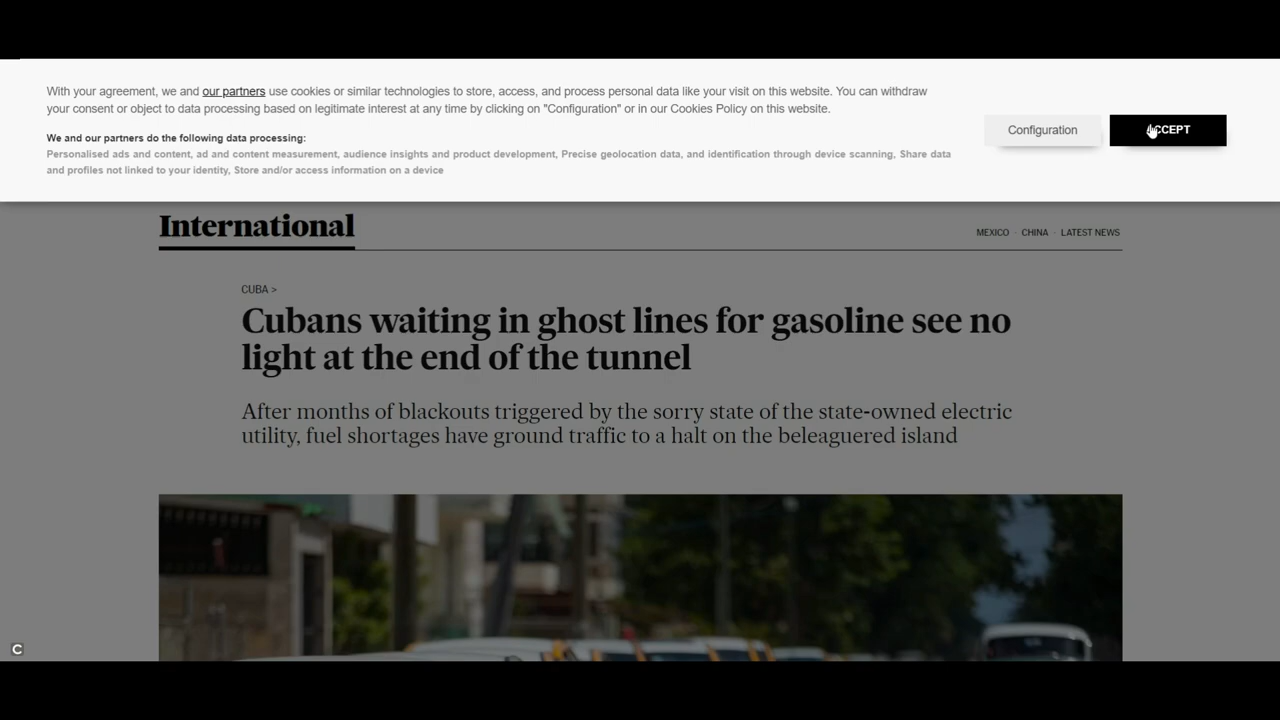 With your agreement, we and our partners use cookies or similar technologies to store, access, and process personal data like your visit on this website. You can withdraw
your consent or object to data processing based on legitimate interest at any time by clicking on "Configuration" or in our Cookies Policy on this website.
We and our partners do the following data processing:
Personalised ads and content, ad and content measurement, audience insights and product development, Precise geolocation data, and identification through device scanning, Share data
and profiles not linked to your identity, Store and/or access information on a device
Configuration
ACCEPT
International
MEXICO · CHINA · LATEST NEWS
CUBA >
Cubans waiting in ghost lines for gasoline see no
light at the end of the tunnel
After months of blackouts triggered by the sorry state of the state-owned electric
utility, fuel shortages have ground traffic to a halt on the beleaguered island
C